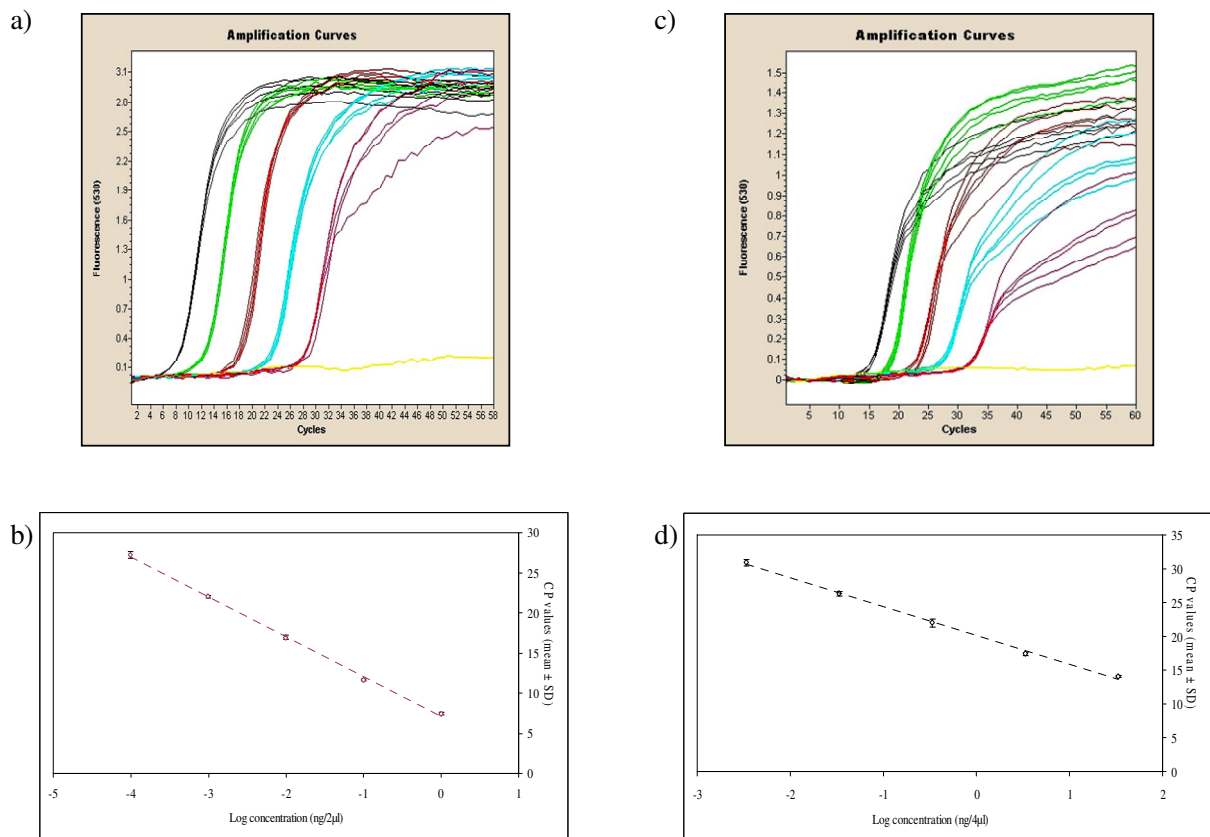 a)
Amplification Curves
Fluorescence (530)
3.1
2.8
2.5
2.2
1.9
1.6
1.3
1
0.7
0.4
0.1
2 4 6 8 10 12 14 16 18 20 22 24 26 28 30 32 34 36 38 40 42 44 46 48 50 52 54 56 58
Cycles
c)
Amplification Curves
Fluorescence (530)
1.5
1.4
1.3
1.2
1.1
1
0.9
0.8
0.7
0.6
0.5
0.4
0.3
0.2
0.1
0
5 10 15 20 25 30 35 40 45 50 55 60
Cycles
b)
30
25
20
15
10
5
0
CP values (mean ± SD)
-5 -4 -3 -2 -1 0 1
Log concentration (ng/2µl)
d)
35
30
25
20
15
10
5
0
CP values (mean ± SD)
-3 -2 -1 0 1 2
Log concentration (ng/4µl)